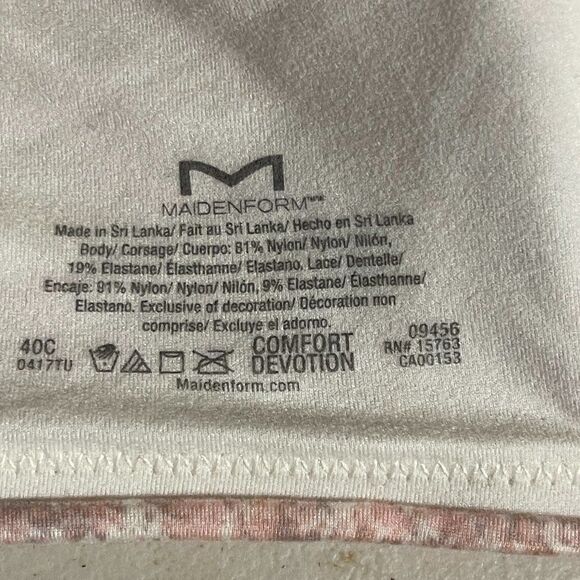 M
MAIDENFORM™
Made in Sri Lanka/ Fait au Sri Lanka/ Hecho en Sri Lanka
Body/ Corsage/ Cuerpo: 81% Nylon/ Nylon/ Nilón,
19% Elastane/ Élasthanne/ Elastano. Lace/ Dentelle/
Encaje: 91% Nylon/ Nylon/ Nilón, 9% Elastane/ Élasthanne/
Elastano. Exclusive of decoration/ Décoration non
comprise/ Excluye el adorno.
40C
0417TU
COMFORT
DEVOTION
09456
RN# 15763
CA00153
Maidenform.com